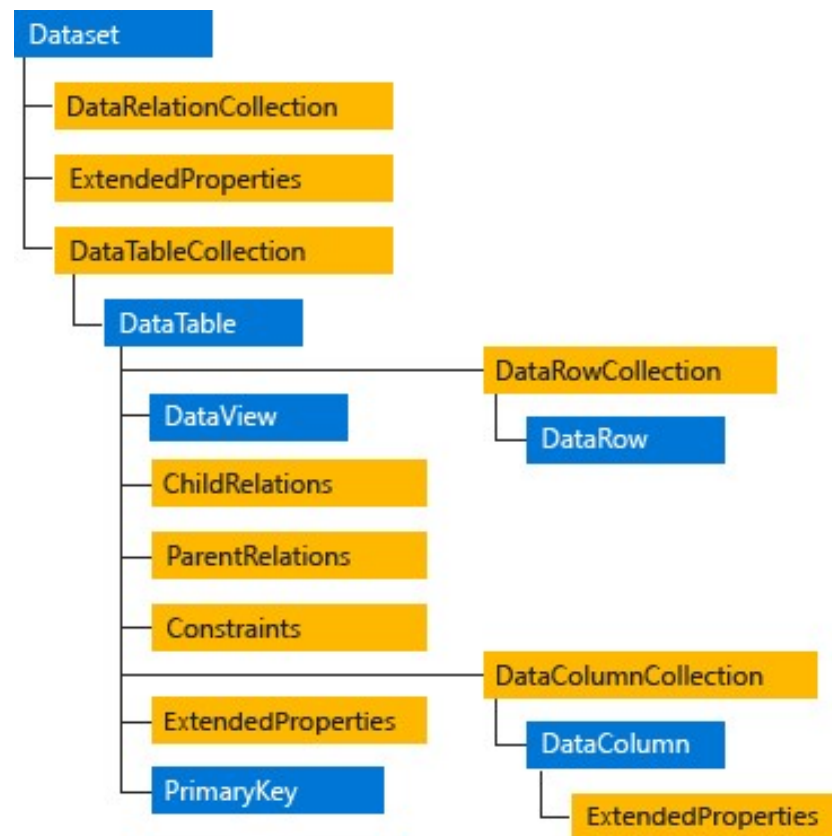 Dataset
DataRelationCollection
ExtendedProperties
DataTableCollection
DataTable
DataRowCollection
DataView
DataRow
ChildRelations
ParentRelations
Constraints
DataColumnCollection
ExtendedProperties
DataColumn
PrimaryKey
ExtendedProperties